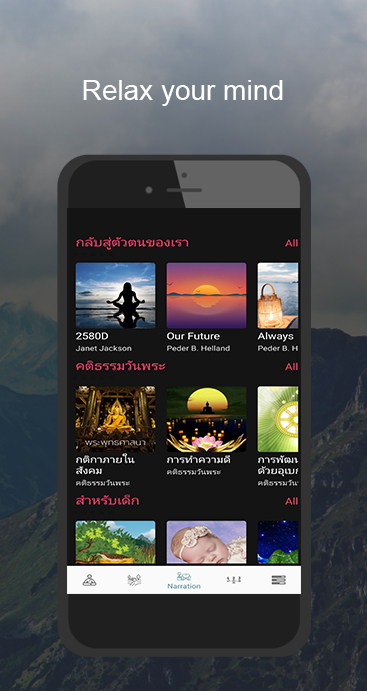 Relax your mind
กลับสู่ตัวตนของเรา All
2580D Our Future Always
Janet Jackson Peder B. Helland Peder B. H
คติธรรมวันพระ All
พระพุทธศาสนา
กติกาภายใน การทำความดี การพัฒน
สังคม คติธรรมวันพระ ด้วยอุเบก
คติธรรมวันพระ คติธรรมวัน
สำหรับเด็ก All
Narration